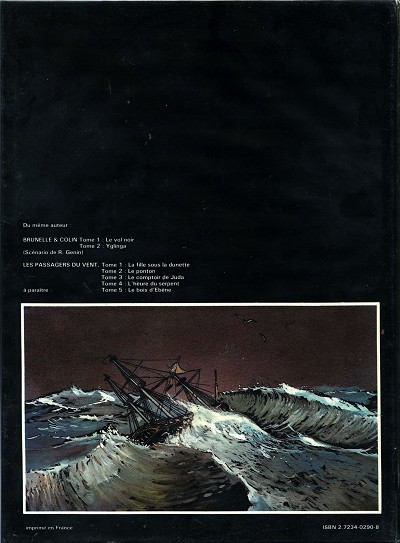 Du même auteur :
BRUNELLE & COLIN Tome 1 : Le vol noir
Tome 2 : Yglinga
(Scénario de R. Genin)
LES PASSAGERS DU VENT, Tome 1 : La fille sous la dunette
Tome 2 : Le ponton
Tome 3 : Le comptoir de Juda
Tome 4 : L'heure du serpent
à paraître : Tome 5 : Le bois d'Ebène
imprimé en France
ISBN 2.7234-0290-8